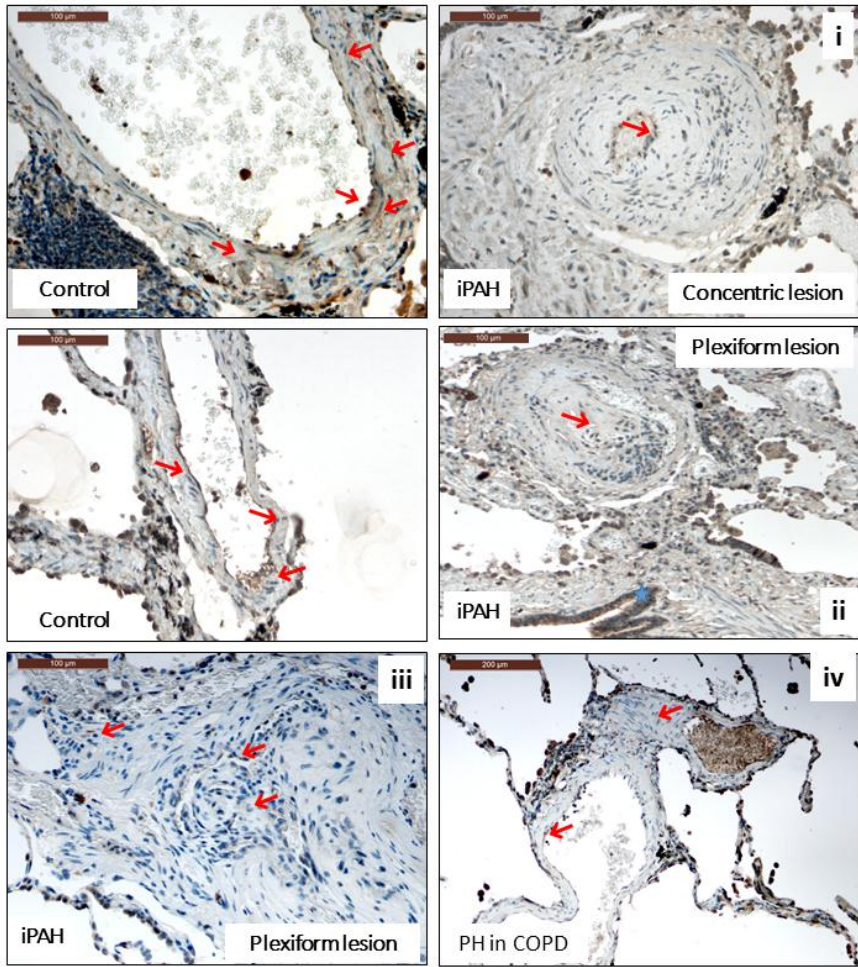 100 µm
Control
100 µm
i
iPAH
Concentric lesion
100 µm
Control
100 µm
Plexiform lesion
iPAH
ii
100 µm
iii
iPAH
Plexiform lesion
200 µm
iv
PH in COPD